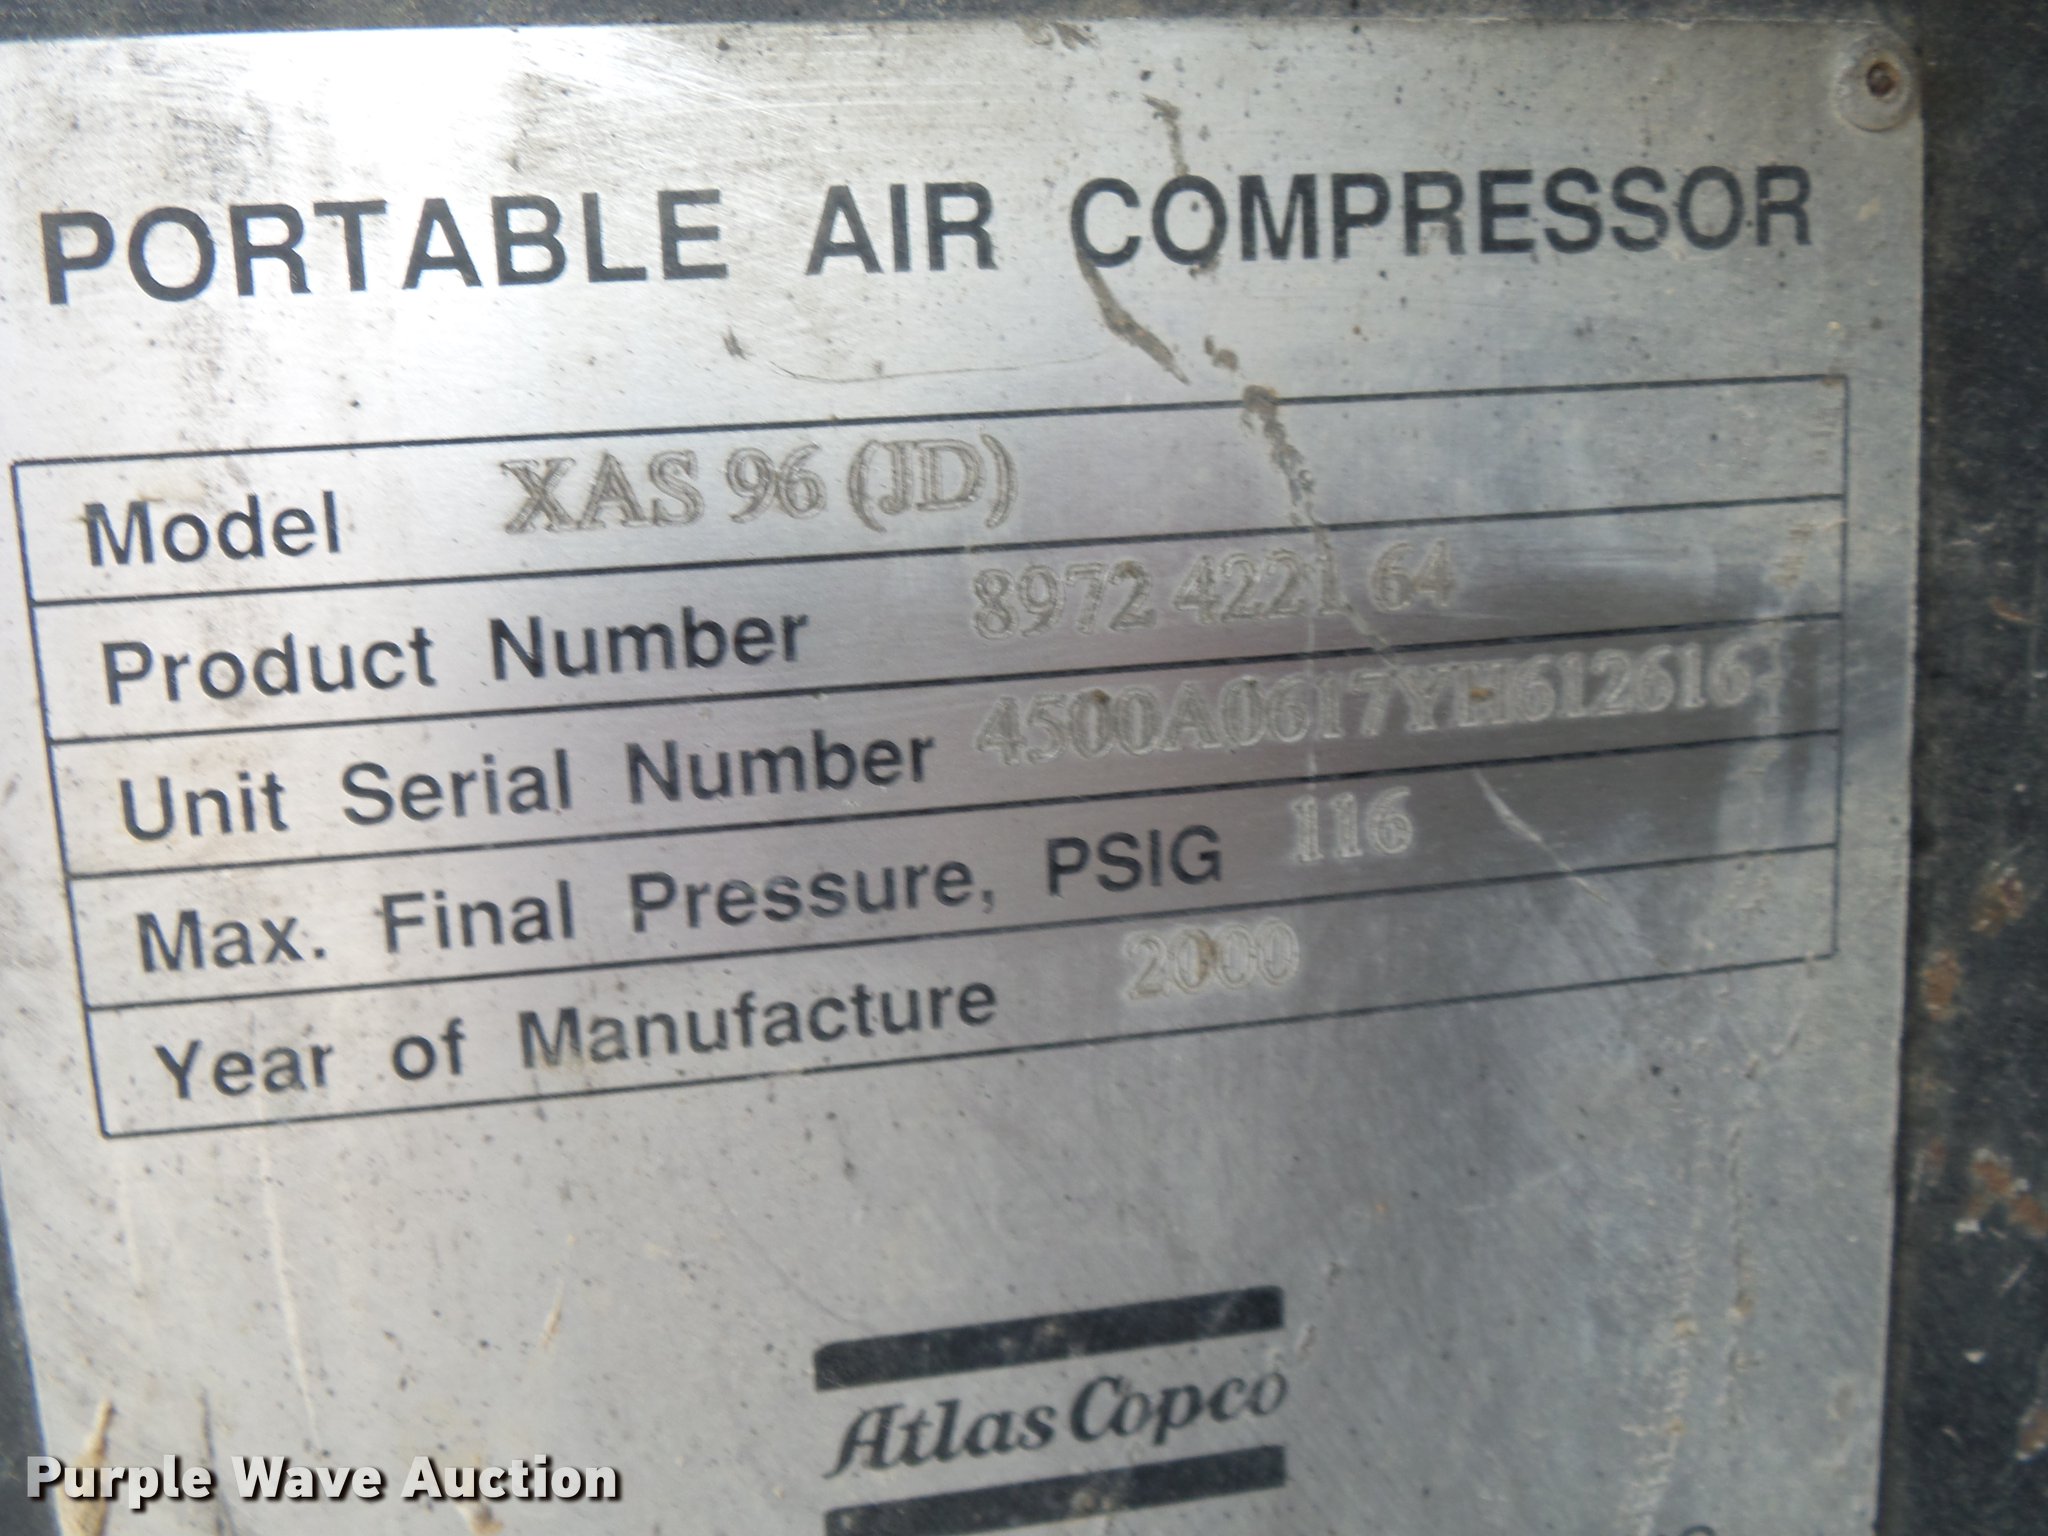 PORTABLE AIR COMPRESSOR
Model XAS 96 (JD)
Product Number 8972 4221 64
Unit Serial Number 4500A0617YH612616
Max. Final Pressure, PSIG 116
Year of Manufacture 2000
Atlas Copco
Purple Wave Auction